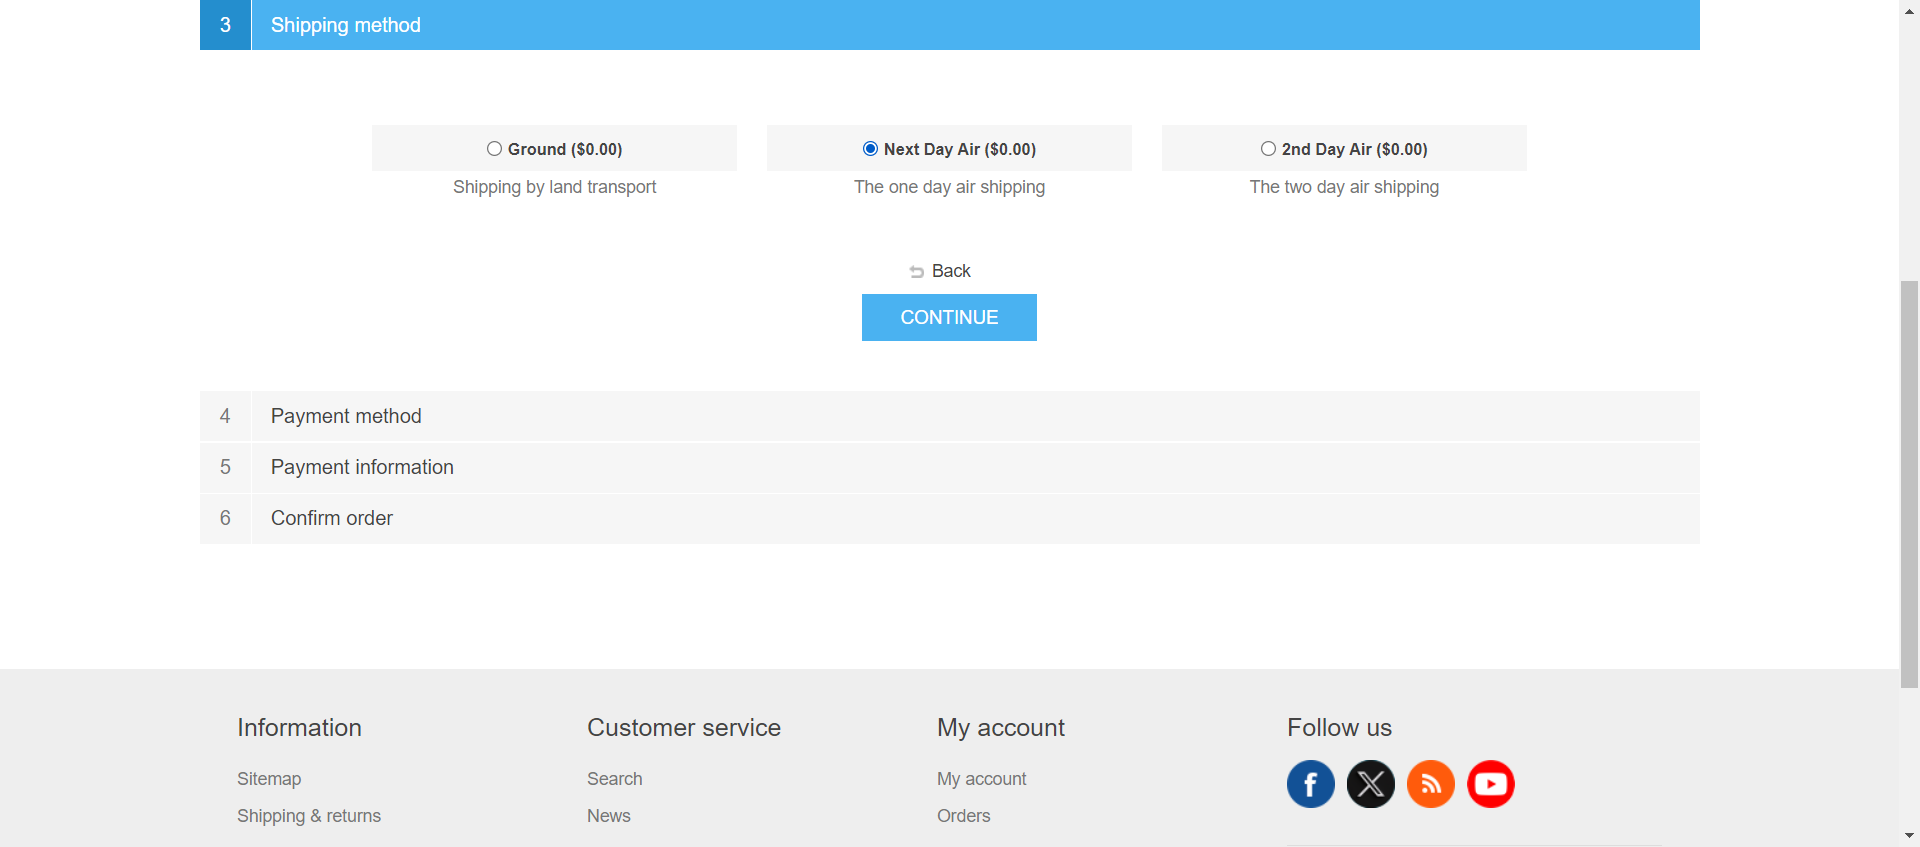 3 Shipping method
Ground ($0.00) Next Day Air ($0.00) 2nd Day Air ($0.00)
Shipping by land transport The one day air shipping The two day air shipping
Back
CONTINUE
4 Payment method
5 Payment information
6 Confirm order
Information Customer service My account Follow us
Sitemap Search My account
Shipping & returns News Orders